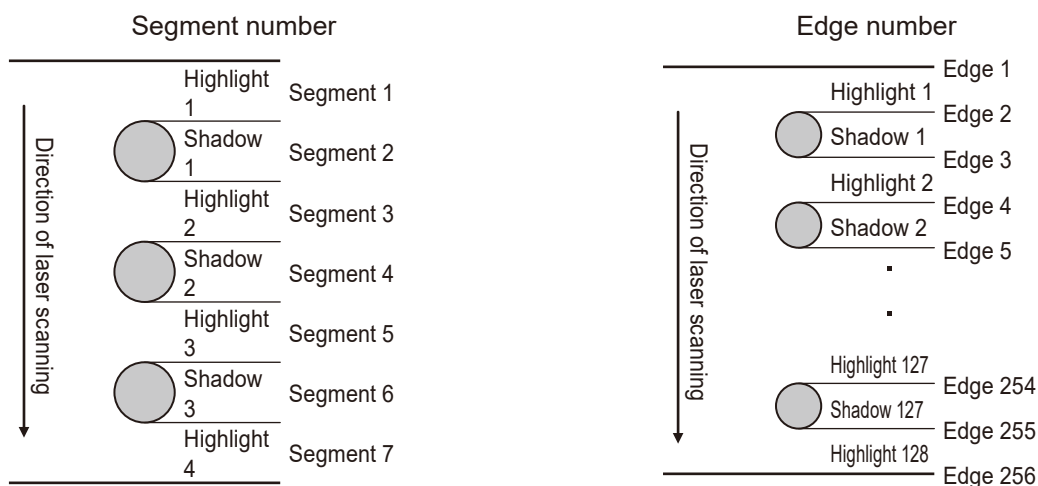 Segment number
Highlight
1
Segment 1
Shadow
1
Segment 2
Highlight
2
Segment 3
Shadow
2
Segment 4
Highlight
3
Segment 5
Shadow
3
Segment 6
Highlight
4
Segment 7
Direction of laser scanning
Edge number
Edge 1
Highlight 1
Edge 2
Shadow 1
Edge 3
Highlight 2
Edge 4
Shadow 2
Edge 5
Highlight 127
Edge 254
Shadow 127
Edge 255
Highlight 128
Edge 256
Direction of laser scanning